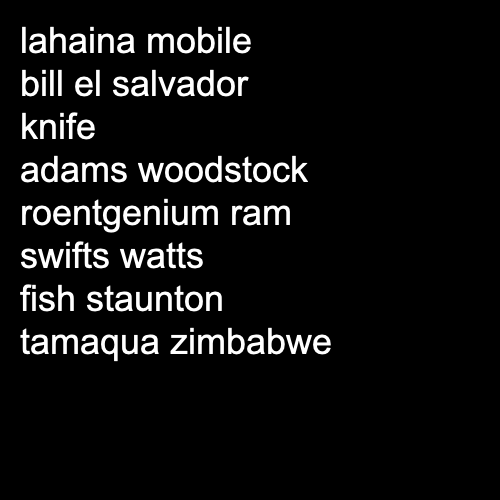 lahaina mobile
bill el salvador
knife
adams woodstock
roentgenium ram
swifts watts
fish staunton
tamaqua zimbabwe